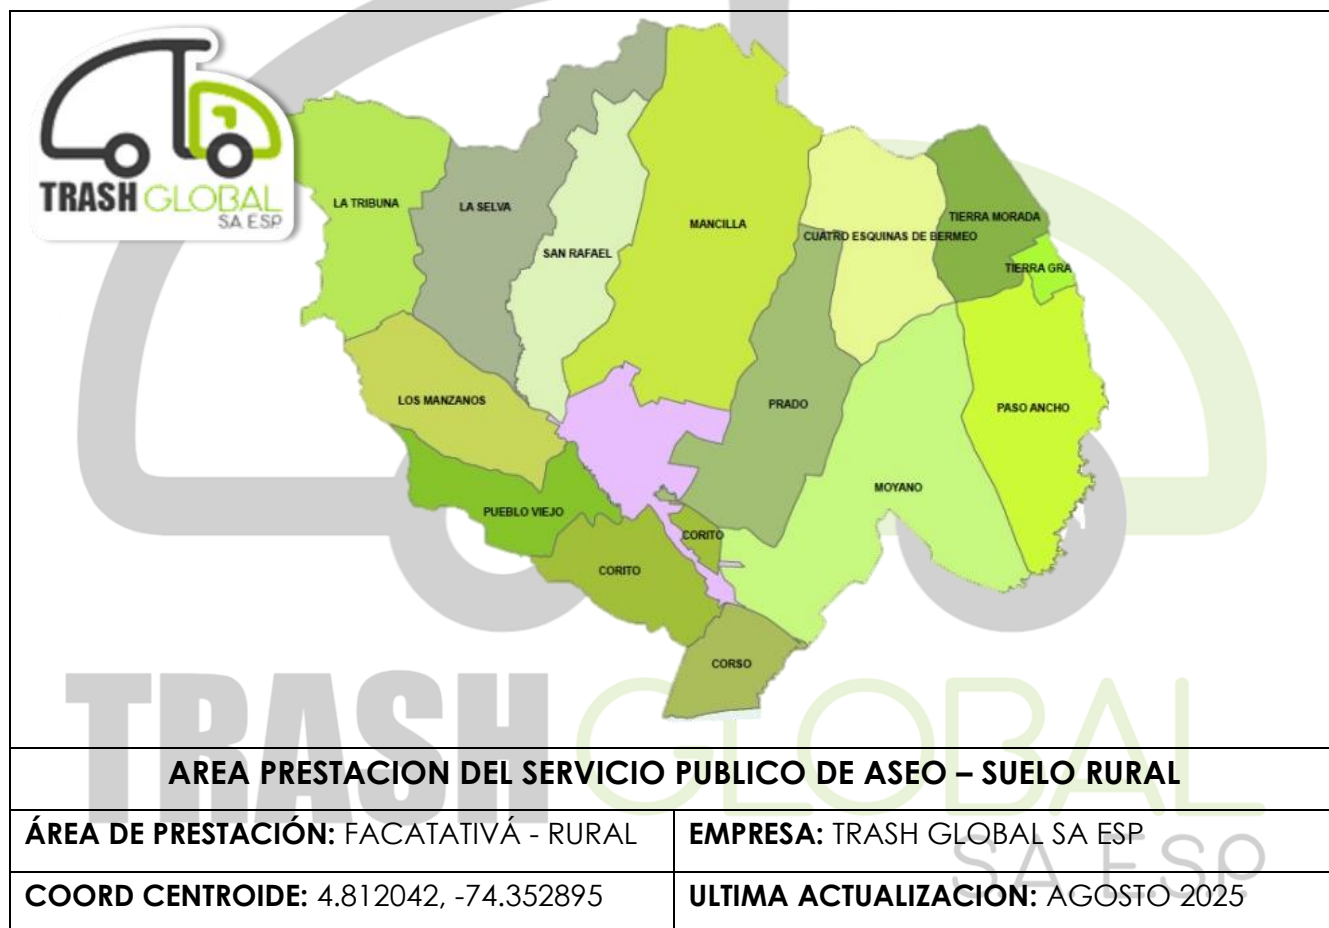 TRASH GLOBAL
SA ESP
LA TRIBUNA
LA SELVA
SAN RAFAEL
MANCILLA
CUATRO ESQUINAS DE BERMEO
TIERRA MORADA
TIERRA GRA
LOS MANZANOS
PRADO
PASO ANCHO
MOYANO
PUEBLO VIEJO
CORITO
CORITO
CORSO
TRASH GLOBAL
SA ESP
AREA PRESTACION DEL SERVICIO PUBLICO DE ASEO – SUELO RURAL
ÁREA DE PRESTACIÓN: FACATATIVÁ - RURAL
EMPRESA: TRASH GLOBAL SA ESP
COORD CENTROIDE: 4.812042, -74.352895
ULTIMA ACTUALIZACION: AGOSTO 2025